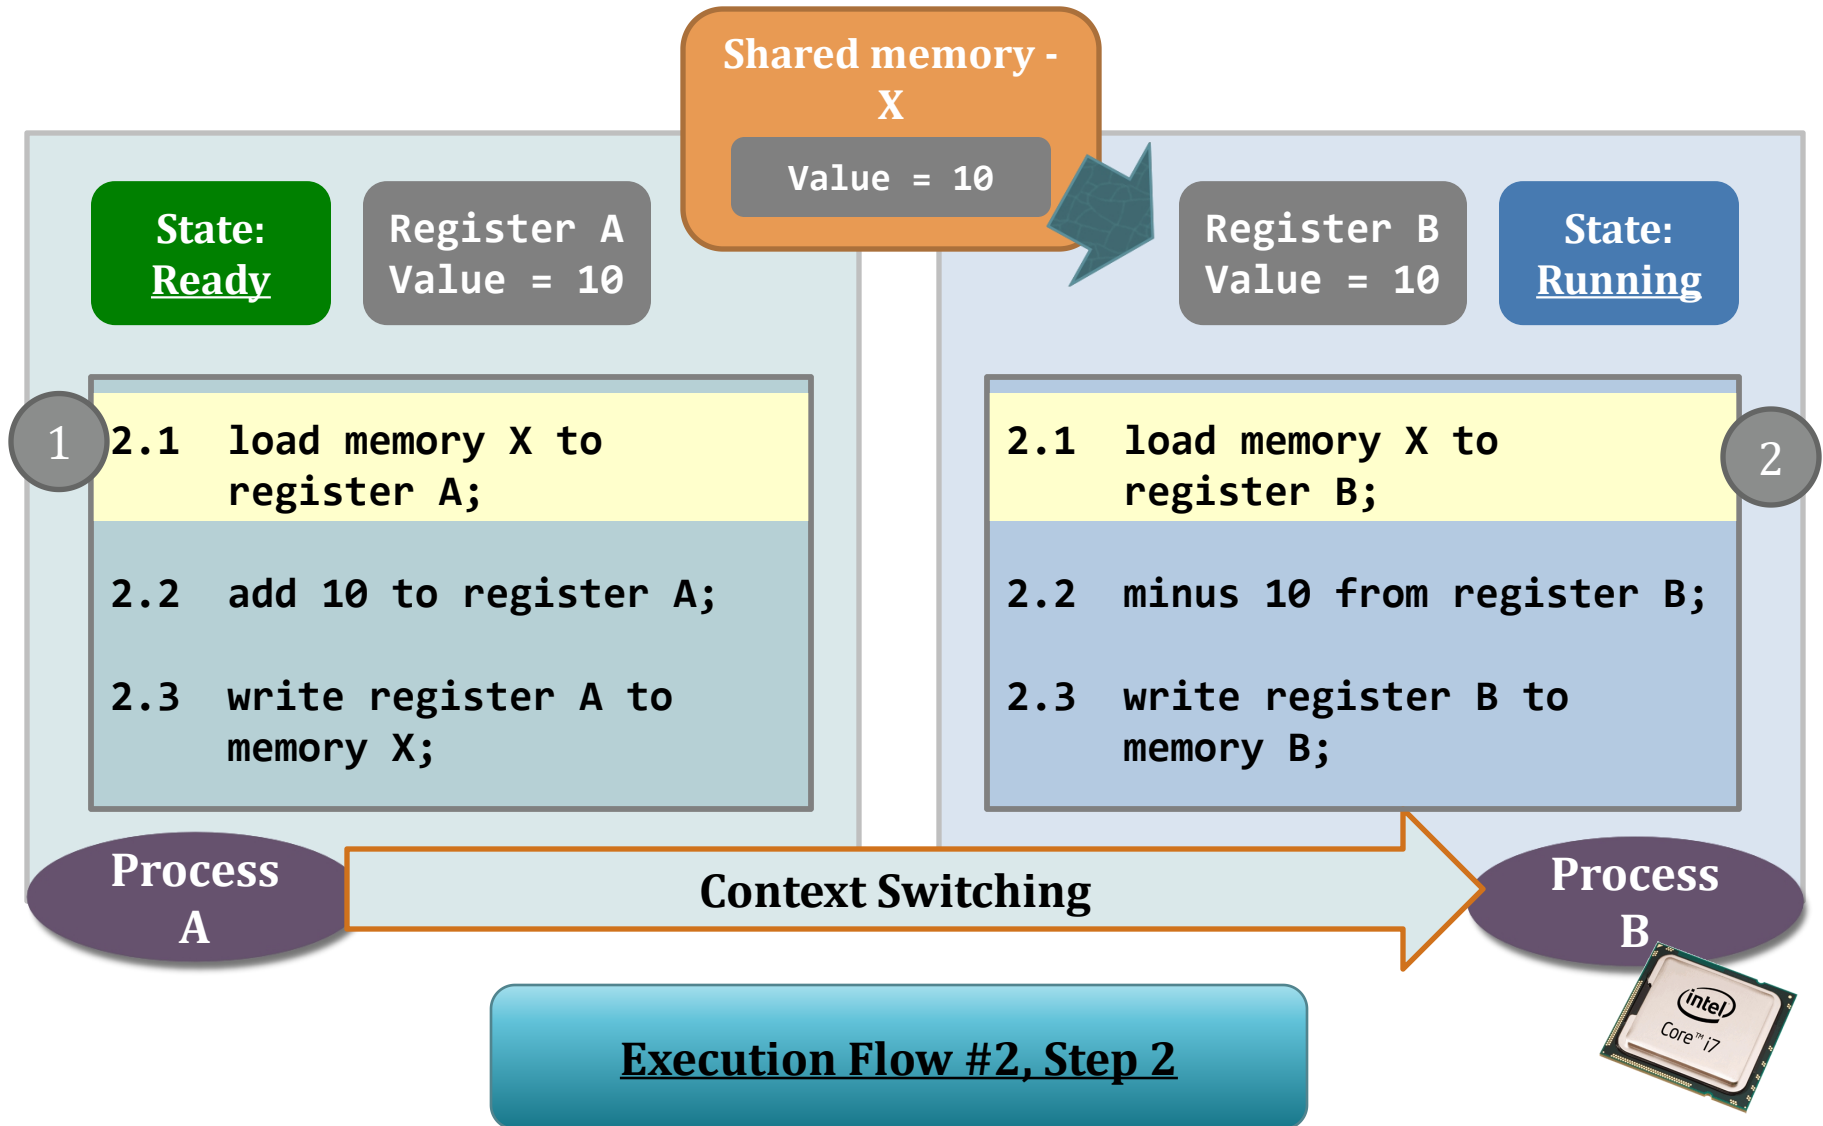 Shared memory -
X
Value = 10
State:
Ready
Register A
Value = 10
Register B
Value = 10
State:
Running
1
2.1 load memory X to
register A;
2.2 add 10 to register A;
2.3 write register A to
memory X;
2
2.1 load memory X to
register B;
2.2 minus 10 from register B;
2.3 write register B to
memory B;
Process
A
Context Switching
Process
B
intel
Core™ i7
Execution Flow #2, Step 2